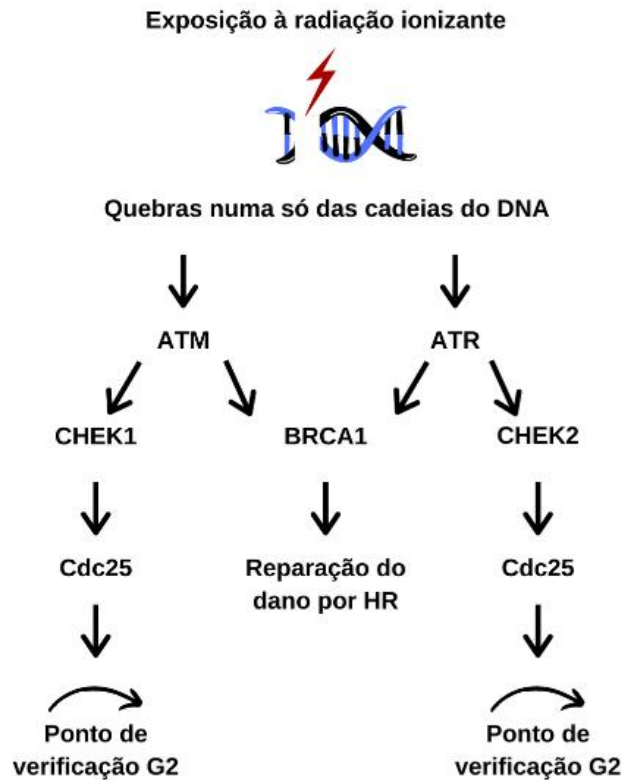 Exposição à radiação ionizante
Quebras numa só das cadeias do DNA
ATM
ATR
CHEK1
BRCA1
CHEK2
Cdc25
Reparação do
dano por HR
Cdc25
Ponto de
verificação G2
Ponto de
verificação G2